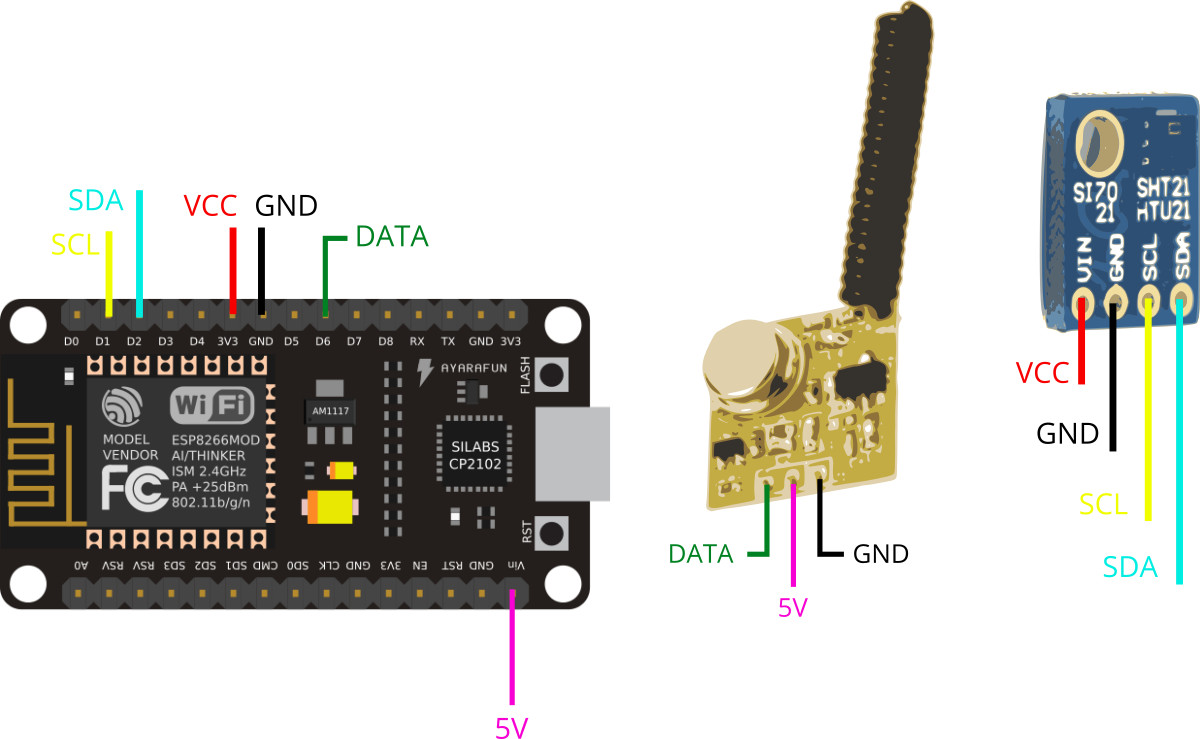 SDA
SCL
VCC GND
DATA
D0 D1 D2 D3 D4 3V3 GND D5 D6 D7 D8 RX TX GND 3V3
AYARAFUN
FLASH
WiFi
AM1117
MODEL
VENDOR
ESP8266MOD
AI/THINKER
ISM 2.4GHz
PA +25dBm
802.11b/g/n
FC
SILABS
CP2102
RST
A0 RSV RSV SD3 SD2 SD1 CMD SD0 CLK GND 3V3 EN RST GND Vin
5V
DATA
5V
GND
SI70
21
SHT21
HTU21
VIN
GND
SCL
SDA
VCC
GND
SCL
SDA